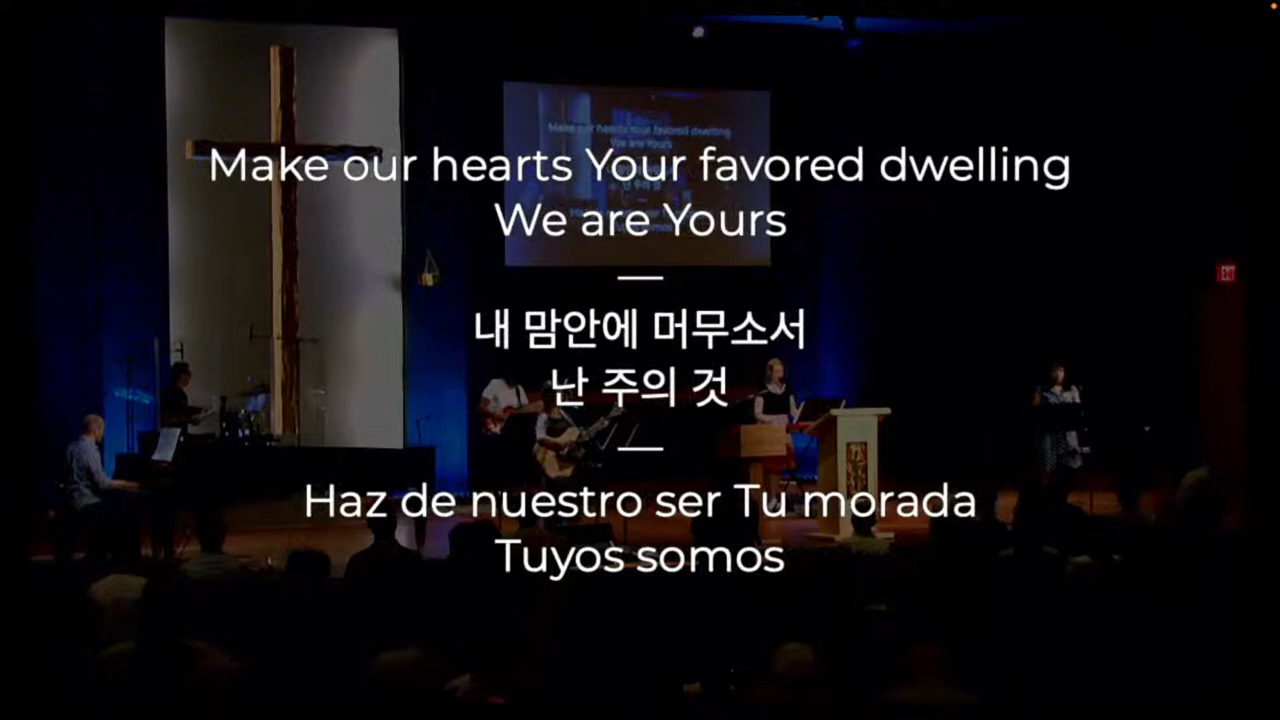 Make our hearts Your favored dwelling
We are Yours
내 맘안에 머무소서
난 주의 것
Haz de nuestro ser Tu morada
Tuyos somos